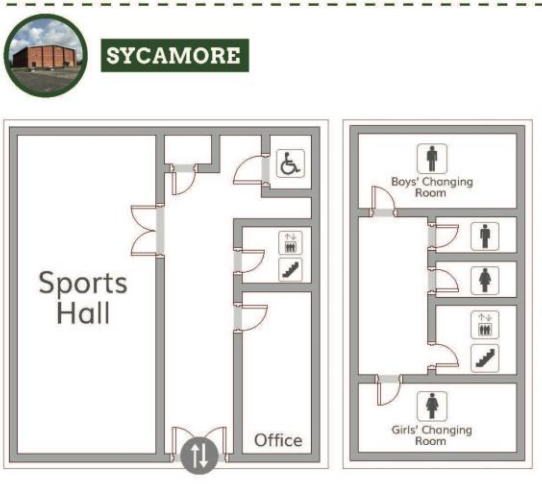 SYCAMORE
Boys' Changing
Room
Sports
Hall
Office
Girls' Changing
Room